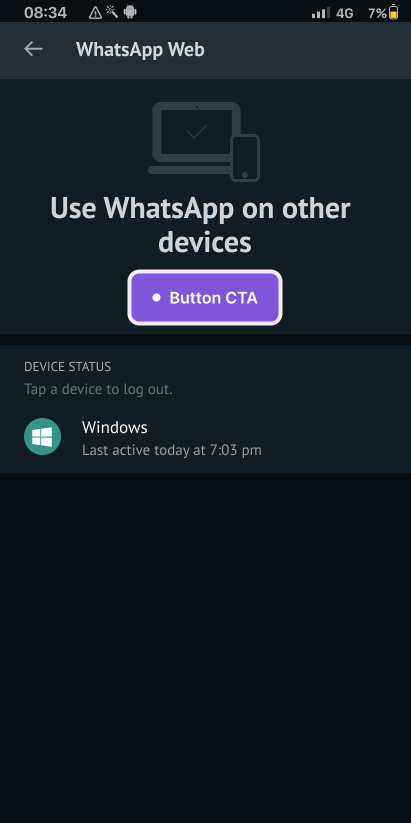 08:34 4G 7%
WhatsApp Web
Use WhatsApp on other
devices
Button CTA
DEVICE STATUS
Tap a device to log out.
Windows
Last active today at 7:03 pm